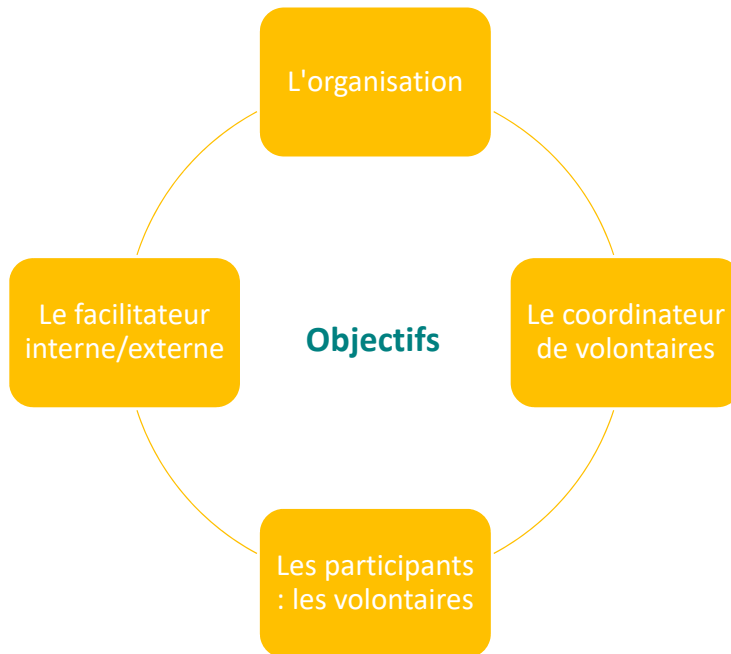 L'organisation
Le facilitateur
interne/externe
Objectifs
Le coordinateur
de volontaires
Les participants
: les volontaires